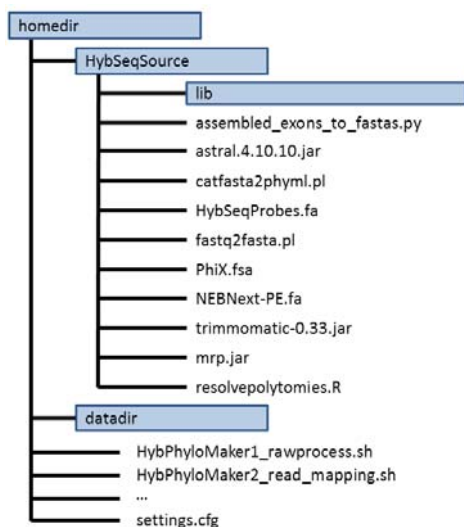 homedir
HybSeqSource
lib
assembled_exons_to_fastas.py
astral.4.10.10.jar
catfasta2phyml.pl
HybSeqProbes.fa
fastq2fasta.pl
PhiX.fsa
NEBNext-PE.fa
trimmomatic-0.33.jar
mrp.jar
resolvepolytomies.R
datadir
HybPhyloMaker1_rawprocess.sh
HybPhyloMaker2_read_mapping.sh
...
settings.cfg